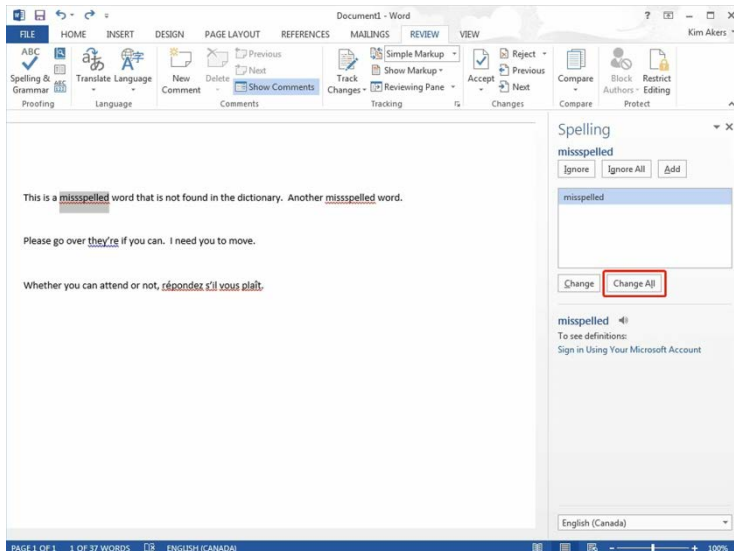 Document1 - Word
FILE HOME INSERT DESIGN PAGE LAYOUT REFERENCES MAILINGS REVIEW VIEW Kim Akers
ABC
Spelling & Grammar
Translate Language
New Comment
Delete
Previous
Next
Show Comments
Track Changes
Simple Markup
Show Markup
Reviewing Pane
Accept
Reject
Previous
Next
Compare
Block Authors
Restrict Editing
Proofing Language Comments Tracking Changes Compare Protect
Spelling
missspelled
Ignore Ignore All Add
misspelled
Change Change All
misspelled
To see definitions:
Sign in Using Your Microsoft Account
English (Canada)
This is a missspelled word that is not found in the dictionary. Another missspelled word.
Please go over they're if you can. I need you to move.
Whether you can attend or not, répondez s'il vous plaît.
PAGE 1 OF 1 1 OF 37 WORDS ENGLISH (CANADA) 100%